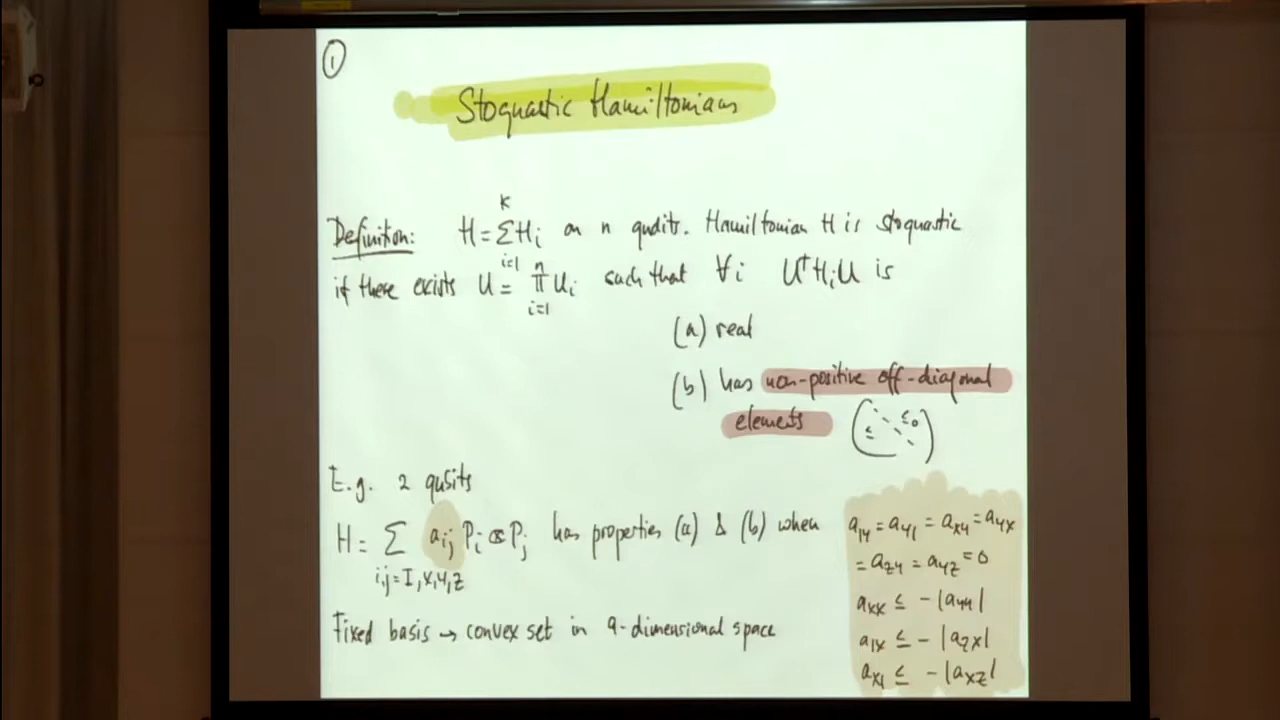 ①
Stoquastic Hamiltonians
Definition: H = Σ_{i=1}^{k} H_i on n qudits. Hamiltonian H is stoquastic
if there exists U = Π_{i=1}^{n} U_i such that ∀i U†H_iU is
(a) real
(b) has non-positive off-diagonal
elements ( ≤ ≤0 )
E.g. 2 qubits
H = Σ_{i,j=I,X,Y,Z} a_ij P_i ⊗ P_j has properties (a) & (b) when
Fixed basis → convex set in 9-dimensional space
a_IY = a_YI = a_XY = a_YX
= a_ZY = a_YZ = 0
a_XX ≤ -|a_YY|
a_IX ≤ -|a_ZX|
a_XI ≤ -|a_XZ|